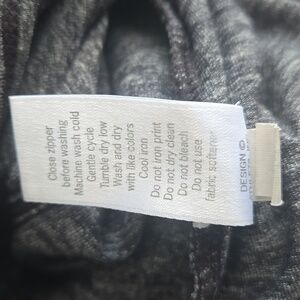 Close zipper
before washing
Machine wash cold
Gentle cycle
Tumble dry low
Wash and dry
with like colors
Cool iron
Do not iron print
Do not dry clean
Do not bleach
Do not use
fabric softener
DESIGN ©